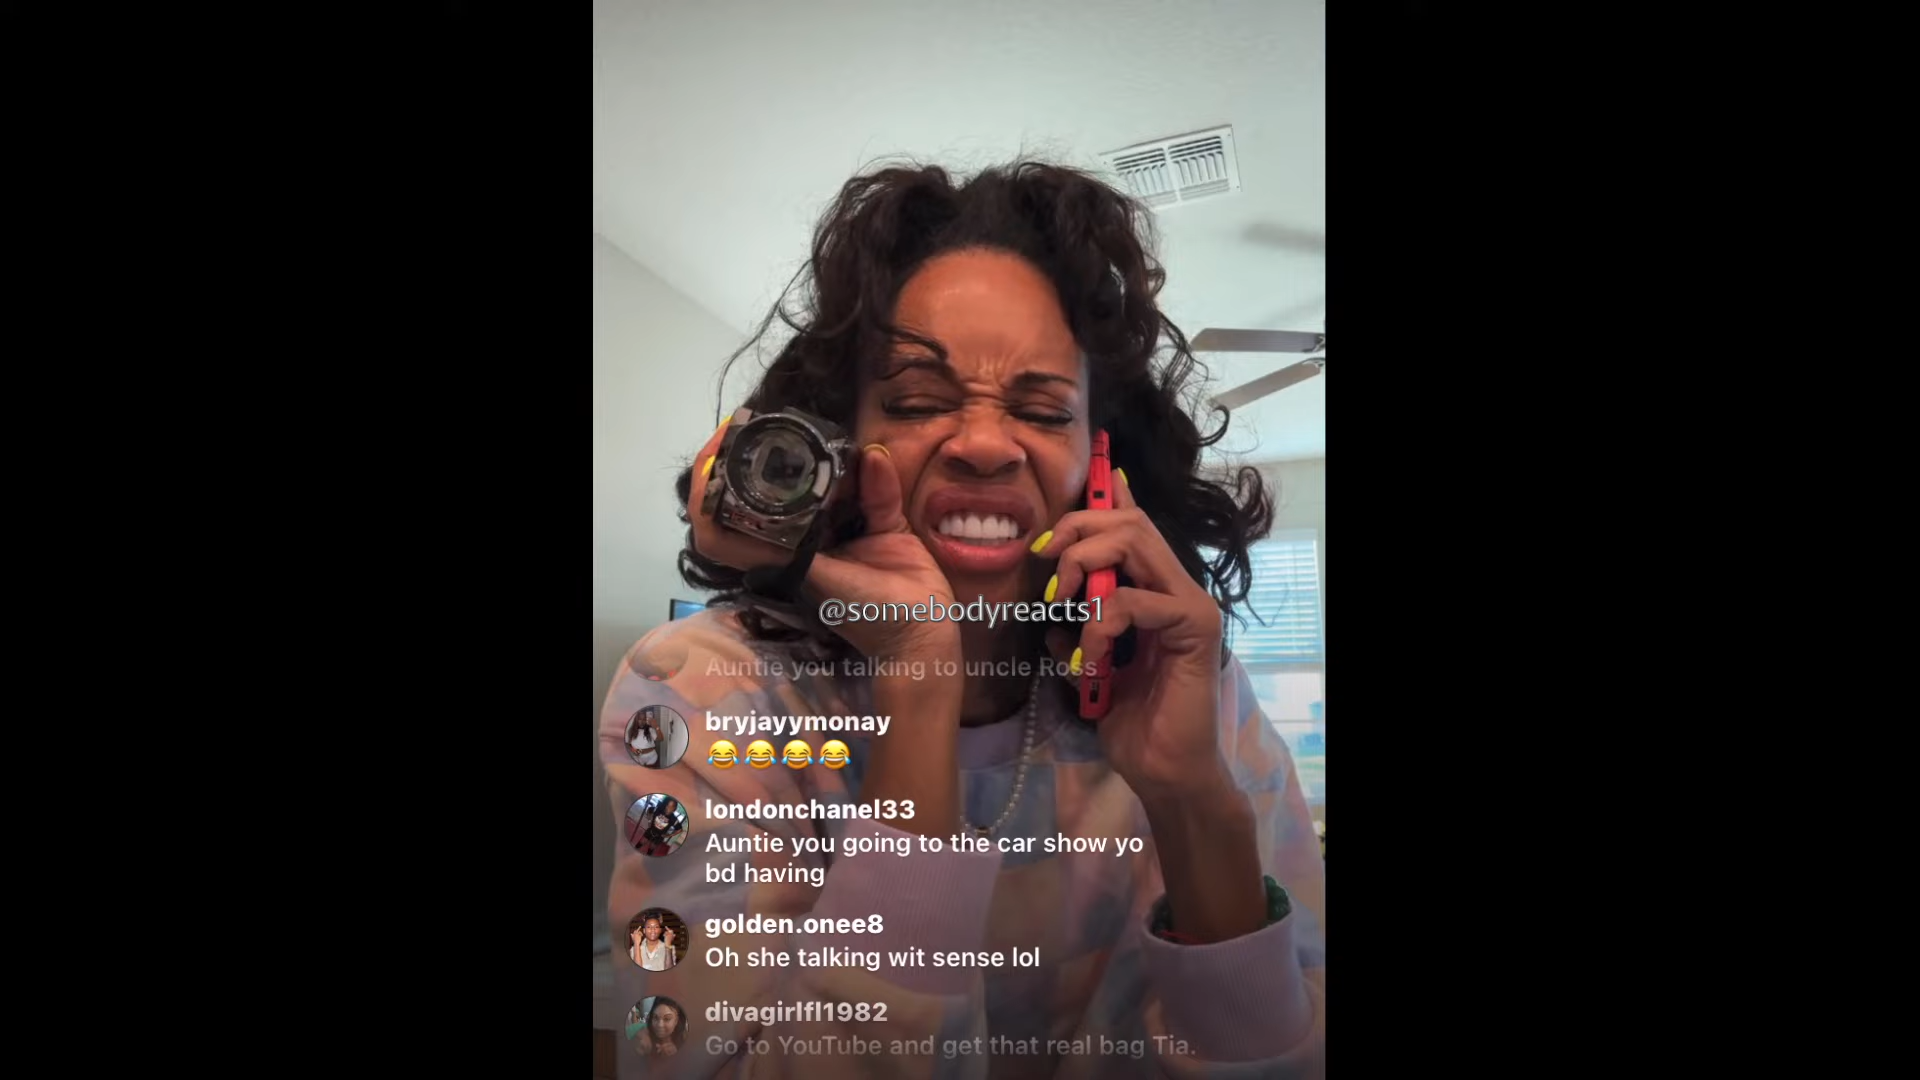 @somebodyreacts1
Auntie you talking to uncle Ross
bryjayymonay
😂😂😂😂
londonchanel33
Auntie you going to the car show yo
bd having
golden.onee8
Oh she talking wit sense lol
divagirlfl1982
Go to YouTube and get that real bag Tia.